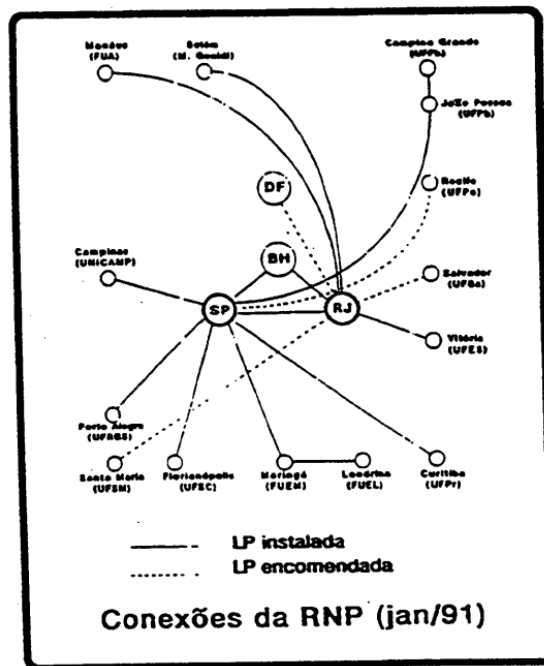 Manáus
(FUA)
Belém
(M. Goeldi)
Campina Grande
(UFPb)
João Pessoa
(UFPb)
Recife
(UFPe)
DF
BH
Campinas
(UNICAMP)
Salvador
(UFBa)
SP
RJ
Vitória
(UFES)
Porto Alegre
(UFRGS)
Santa Maria
(UFSM)
Florianópolis
(UFSC)
Maringá
(FUEM)
Londrina
(FUEL)
Curitiba
(UFPr)
LP instalada
LP encomendada
Conexões da RNP (jan/91)